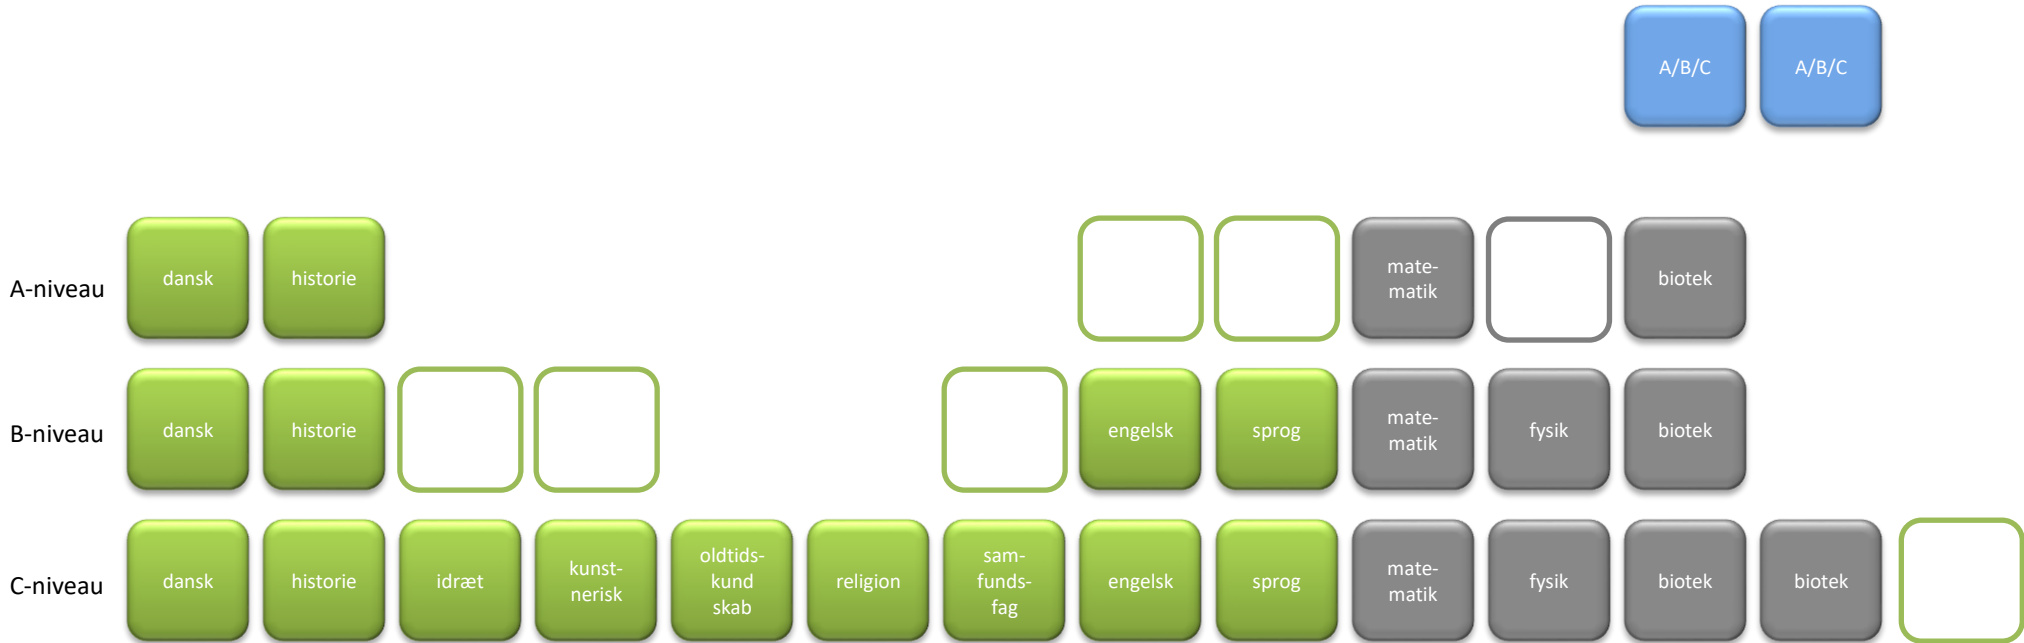 A/B/C A/B/C
A-niveau dansk historie mate-
matik biotek
B-niveau dansk historie engelsk sprog mate-
matik fysik biotek
C-niveau dansk historie idræt kunst-
nerisk oldtids-
kund
skab religion sam-
funds-
fag engelsk sprog mate-
matik fysik biotek biotek